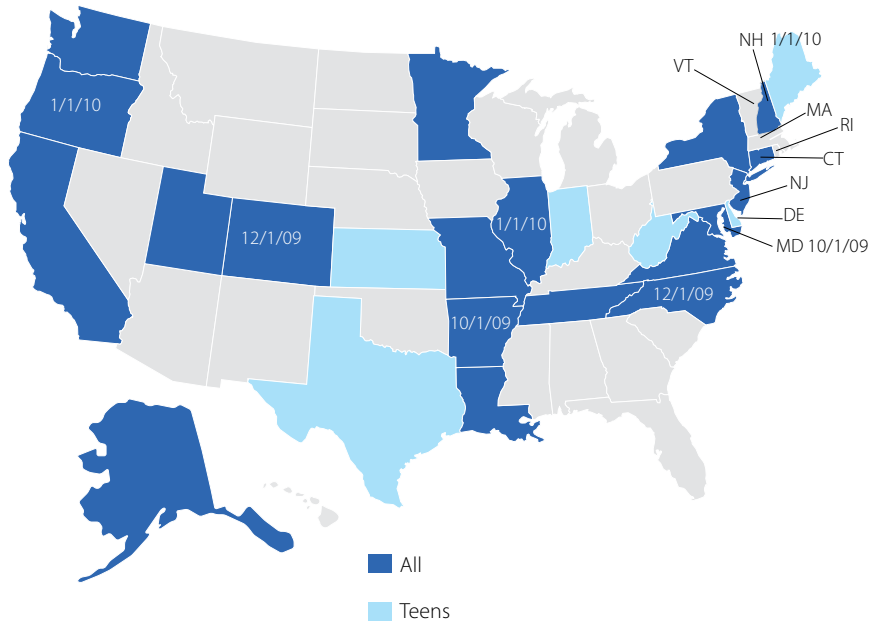 NH 1/1/10
VT
1/1/10
MA
RI
CT
NJ
DE
1/1/10
12/1/09
MD 10/1/09
12/1/09
10/1/09
All
Teens